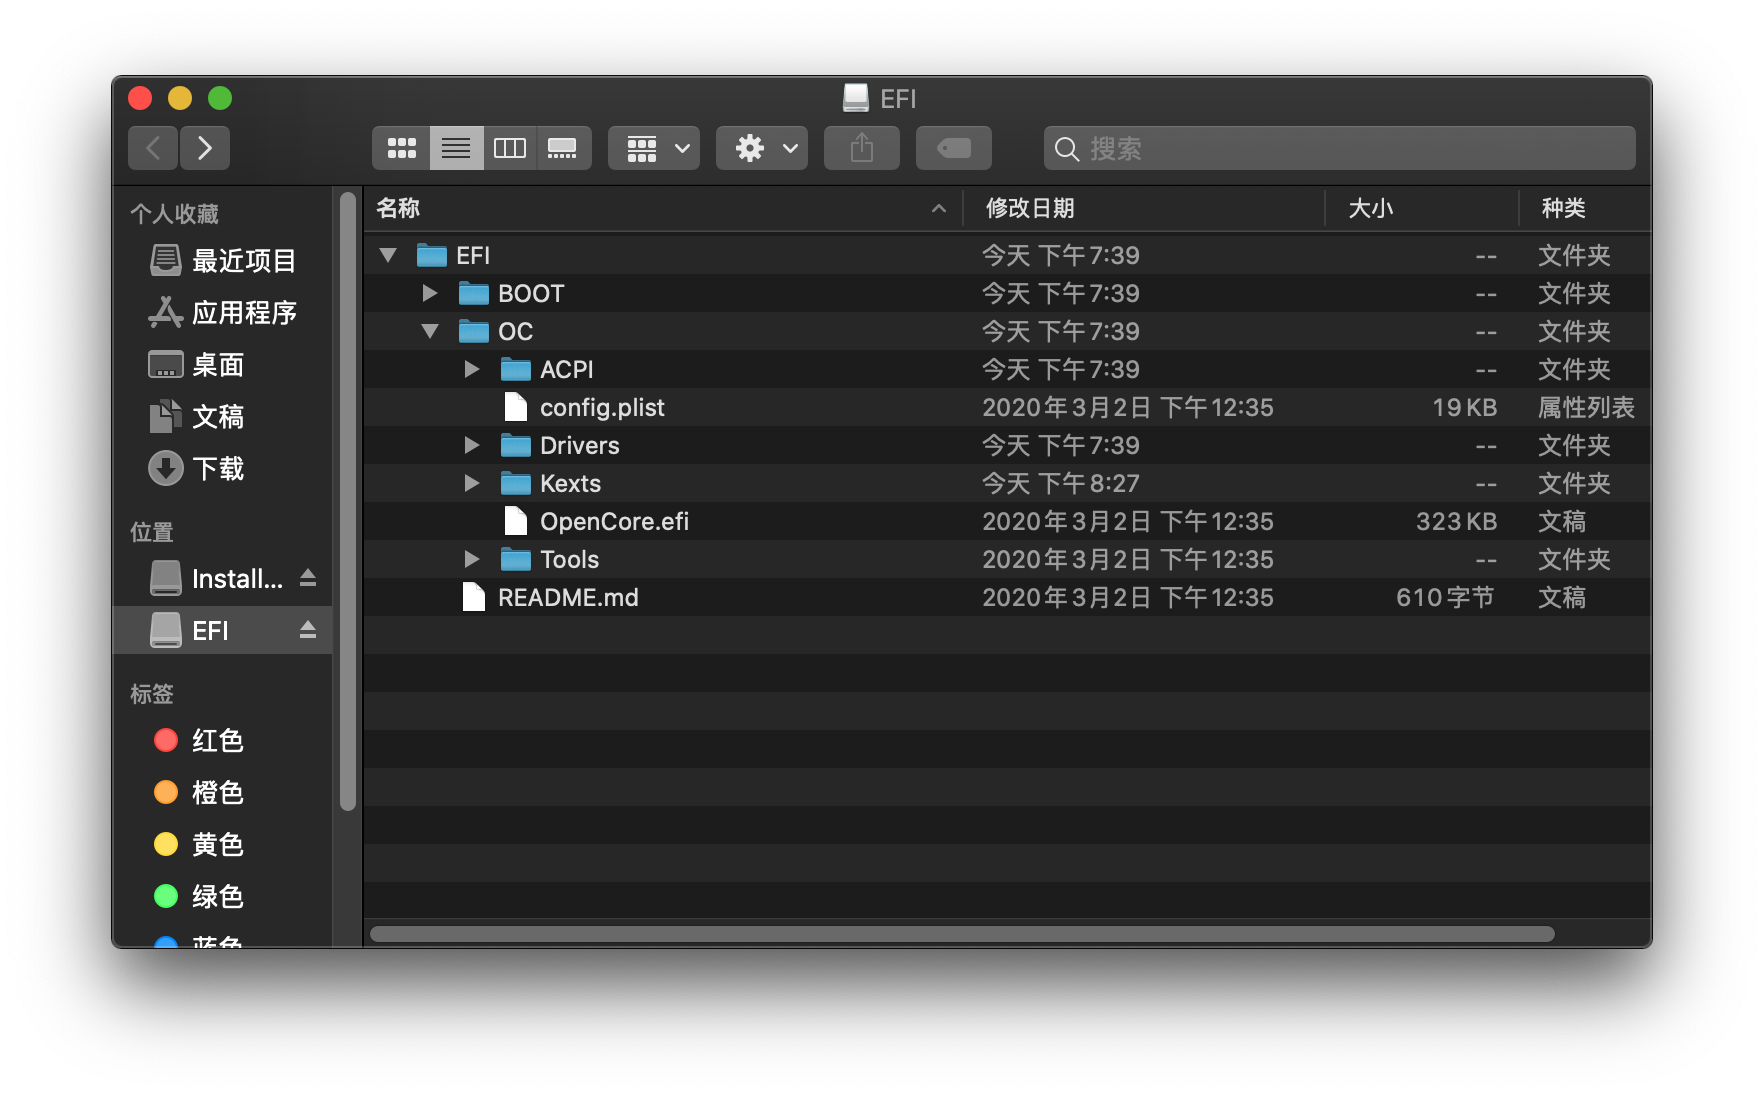 EFI
搜索
个人收藏
最近项目
应用程序
桌面
文稿
下载
位置
Install...
EFI
标签
红色
橙色
黄色
绿色
蓝色
名称 修改日期 大小 种类
EFI 今天 下午7:39 -- 文件夹
BOOT 今天 下午7:39 -- 文件夹
OC 今天 下午7:39 -- 文件夹
ACPI 今天 下午7:39 -- 文件夹
config.plist 2020年3月2日 下午12:35 19 KB 属性列表
Drivers 今天 下午7:39 -- 文件夹
Kexts 今天 下午8:27 -- 文件夹
OpenCore.efi 2020年3月2日 下午12:35 323 KB 文稿
Tools 2020年3月2日 下午12:35 -- 文件夹
README.md 2020年3月2日 下午12:35 610 字节 文稿